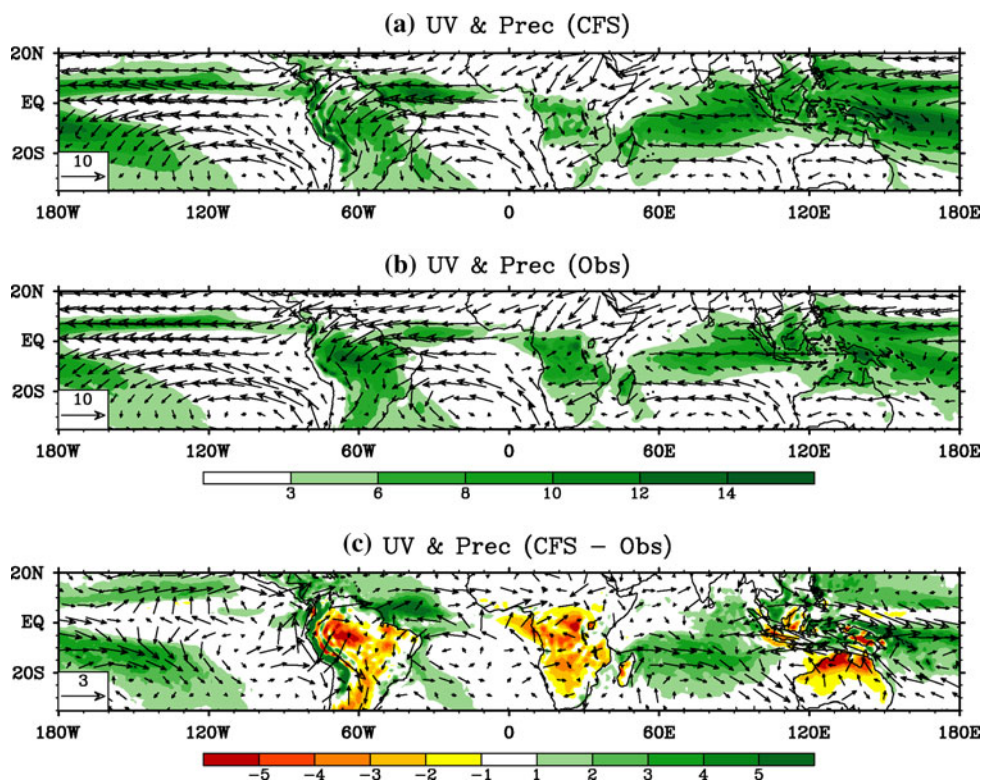 (a) UV & Prec (CFS)
20N
EQ
20S
10
180W 120W 60W 0 60E 120E 180E
(b) UV & Prec (Obs)
20N
EQ
20S
10
180W 120W 60W 0 60E 120E 180E
3 6 8 10 12 14
(c) UV & Prec (CFS − Obs)
20N
EQ
20S
3
180W 120W 60W 0 60E 120E 180E
−5 −4 −3 −2 −1 1 2 3 4 5